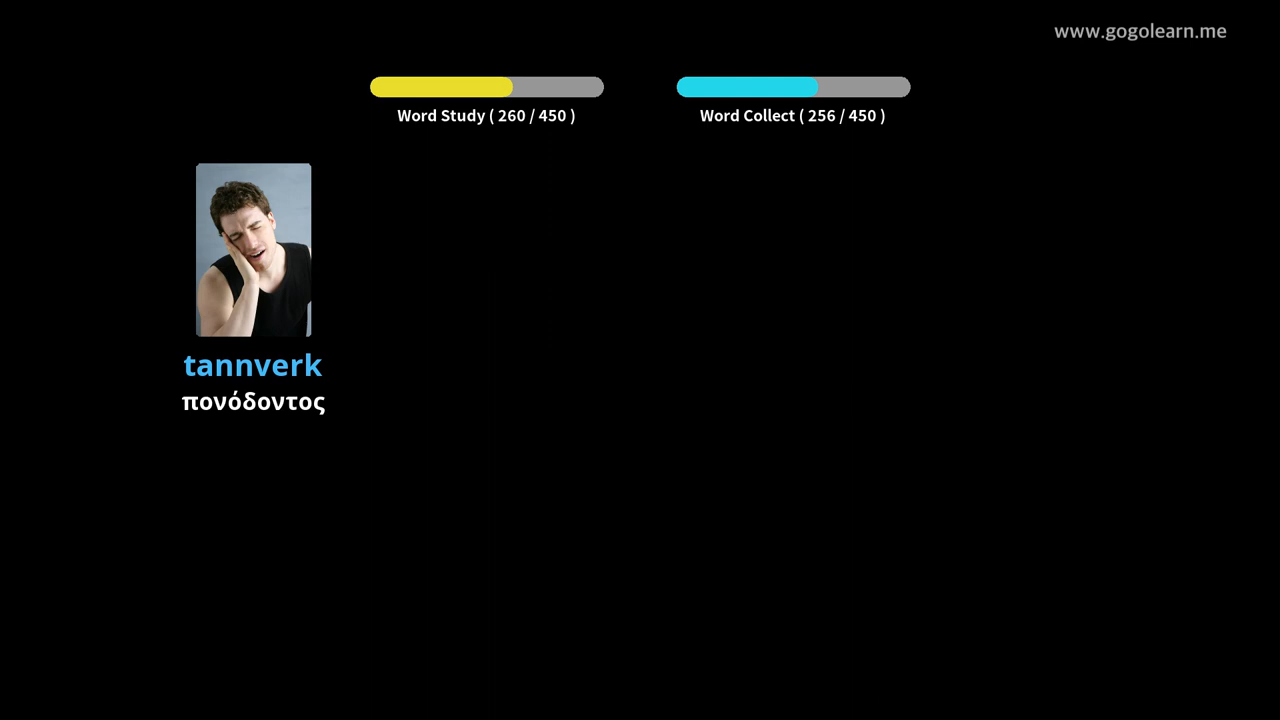 www.gogolearn.me
Word Study ( 260 / 450 )
Word Collect ( 256 / 450 )
tannverk
πονόδοντος